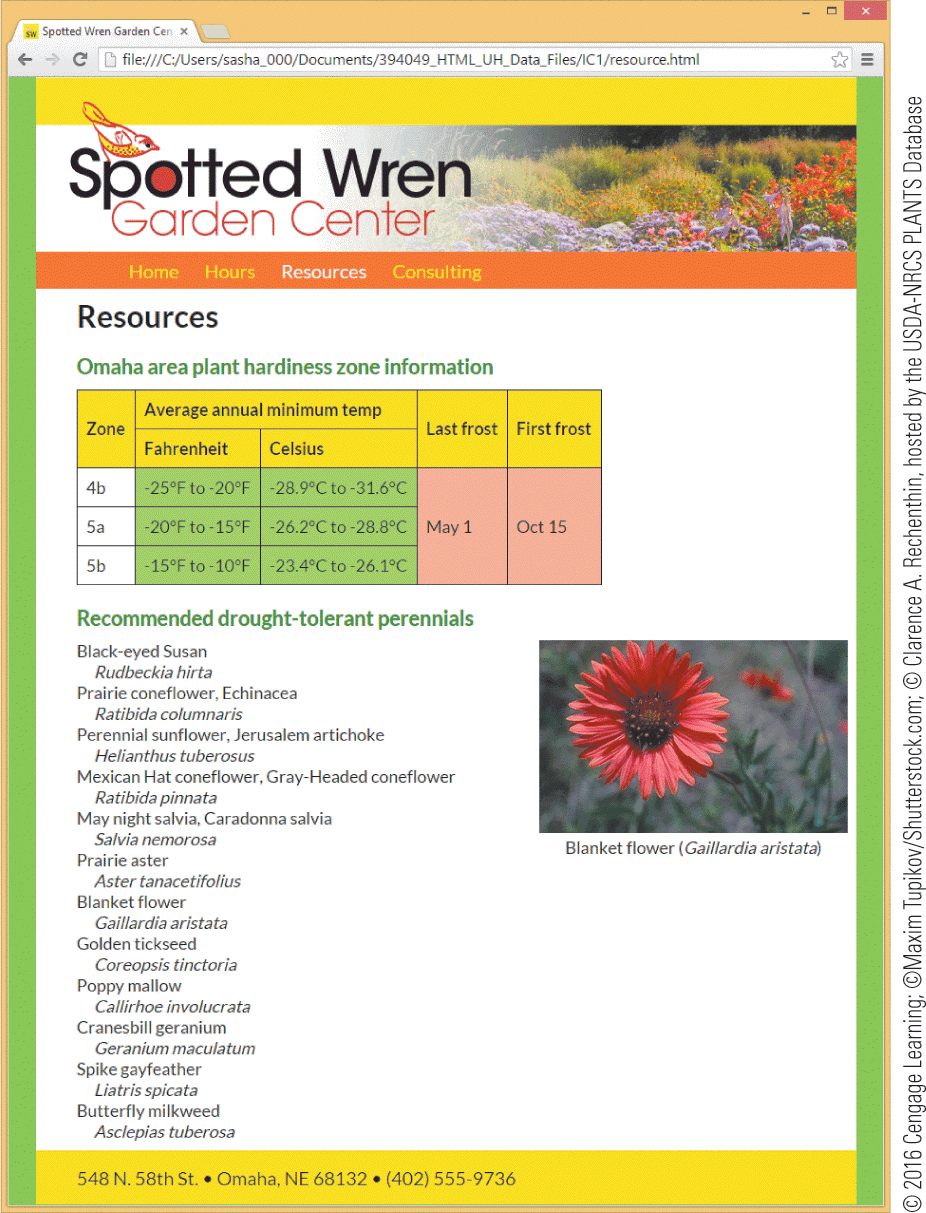 sw Spotted Wren Garden Cen
file:///C:/Users/sasha_000/Documents/394049_HTML_UH_Data_Files/IC1/resource.html
Spotted Wren
Garden Center
Home Hours Resources Consulting
Resources
Omaha area plant hardiness zone information
Zone Average annual minimum temp Last frost First frost
Fahrenheit Celsius
4b -25°F to -20°F -28.9°C to -31.6°C
5a -20°F to -15°F -26.2°C to -28.8°C May 1 Oct 15
5b -15°F to -10°F -23.4°C to -26.1°C
Recommended drought-tolerant perennials
Black-eyed Susan
Rudbeckia hirta
Prairie coneflower, Echinacea
Ratibida columnaris
Perennial sunflower, Jerusalem artichoke
Helianthus tuberosus
Mexican Hat coneflower, Gray-Headed coneflower
Ratibida pinnata
May night salvia, Caradonna salvia
Salvia nemorosa
Prairie aster
Aster tanacetifolius
Blanket flower
Gaillardia aristata
Golden tickseed
Coreopsis tinctoria
Poppy mallow
Callirhoe involucrata
Cranesbill geranium
Geranium maculatum
Spike gayfeather
Liatris spicata
Butterfly milkweed
Asclepias tuberosa
Blanket flower (Gaillardia aristata)
548 N. 58th St. • Omaha, NE 68132 • (402) 555-9736
© 2016 Cengage Learning; ©Maxim Tupikov/Shutterstock.com; © Clarence A. Rechenthin, hosted by the USDA-NRCS PLANTS Database